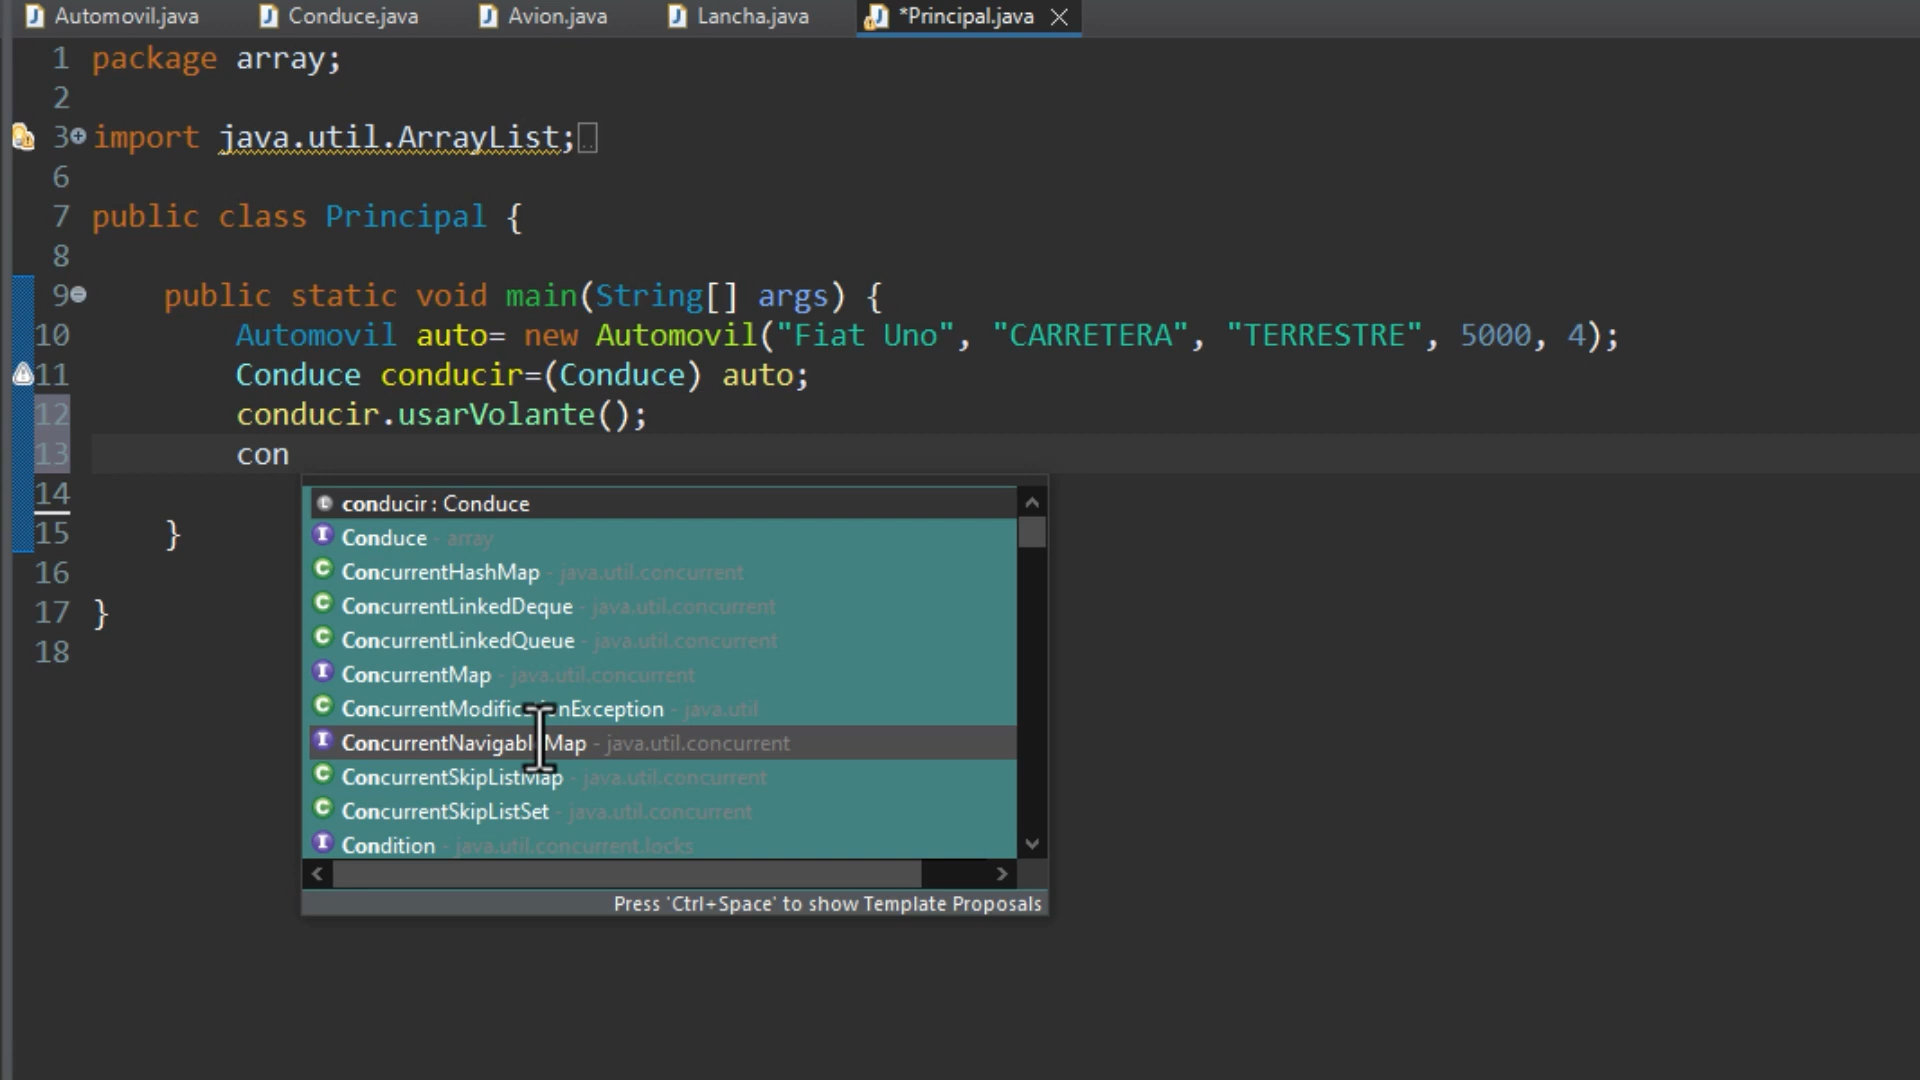 Automovil.java Conduce.java Avion.java Lancha.java *Principal.java
1 package array;
2
3 import java.util.ArrayList;
6
7 public class Principal {
8
9 public static void main(String[] args) {
10 Automovil auto= new Automovil("Fiat Uno", "CARRETERA", "TERRESTRE", 5000, 4);
11 Conduce conducir=(Conduce) auto;
12 conducir.usarVolante();
13 con
14
15 }
16
17 }
18
conducir : Conduce
Conduce - array
ConcurrentHashMap - java.util.concurrent
ConcurrentLinkedDeque - java.util.concurrent
ConcurrentLinkedQueue - java.util.concurrent
ConcurrentMap - java.util.concurrent
ConcurrentModificationException - java.util
ConcurrentNavigableMap - java.util.concurrent
ConcurrentSkipListMap - java.util.concurrent
ConcurrentSkipListSet - java.util.concurrent
Condition - java.util.concurrent.locks
Press 'Ctrl+Space' to show Template Proposals